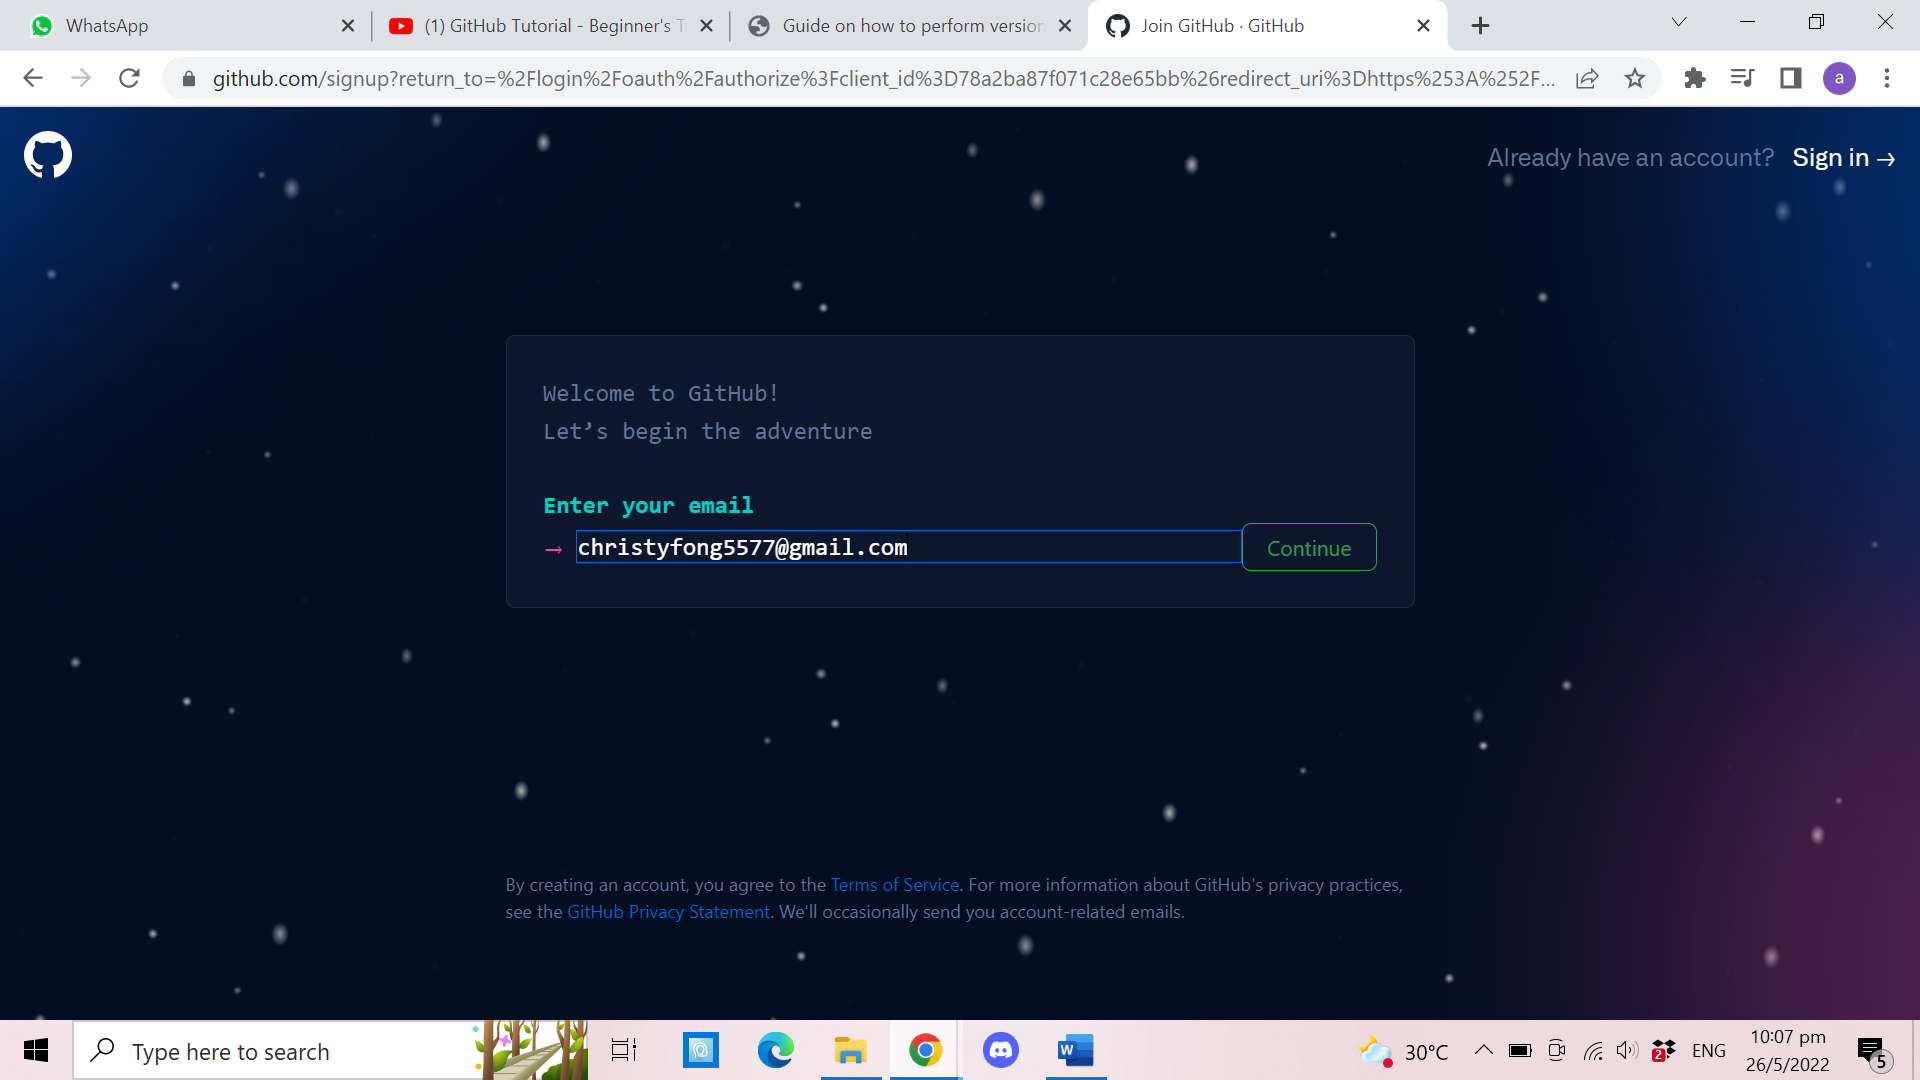 WhatsApp
(1) GitHub Tutorial - Beginner's T
Guide on how to perform version
Join GitHub · GitHub
github.com/signup?return_to=%2Flogin%2Foauth%2Fauthorize%3Fclient_id%3D78a2ba87f071c28e65bb%26redirect_uri%3Dhttps%253A%252F...
a
Already have an account? Sign in →
Welcome to GitHub!
Let’s begin the adventure
Enter your email
→ christyfong5577@gmail.com
Continue
By creating an account, you agree to the Terms of Service. For more information about GitHub's privacy practices,
see the GitHub Privacy Statement. We'll occasionally send you account-related emails.
Type here to search
W
30°C
2
ENG
10:07 pm
26/5/2022
5